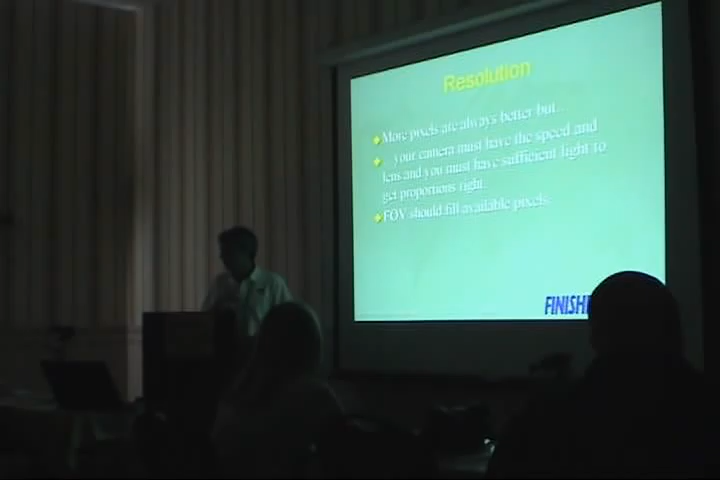 Resolution
More pixels are always better but...
... your camera must have the speed and
lens and you must have sufficient light to
get proportions right.
FOV should fill available pixels
FINISH